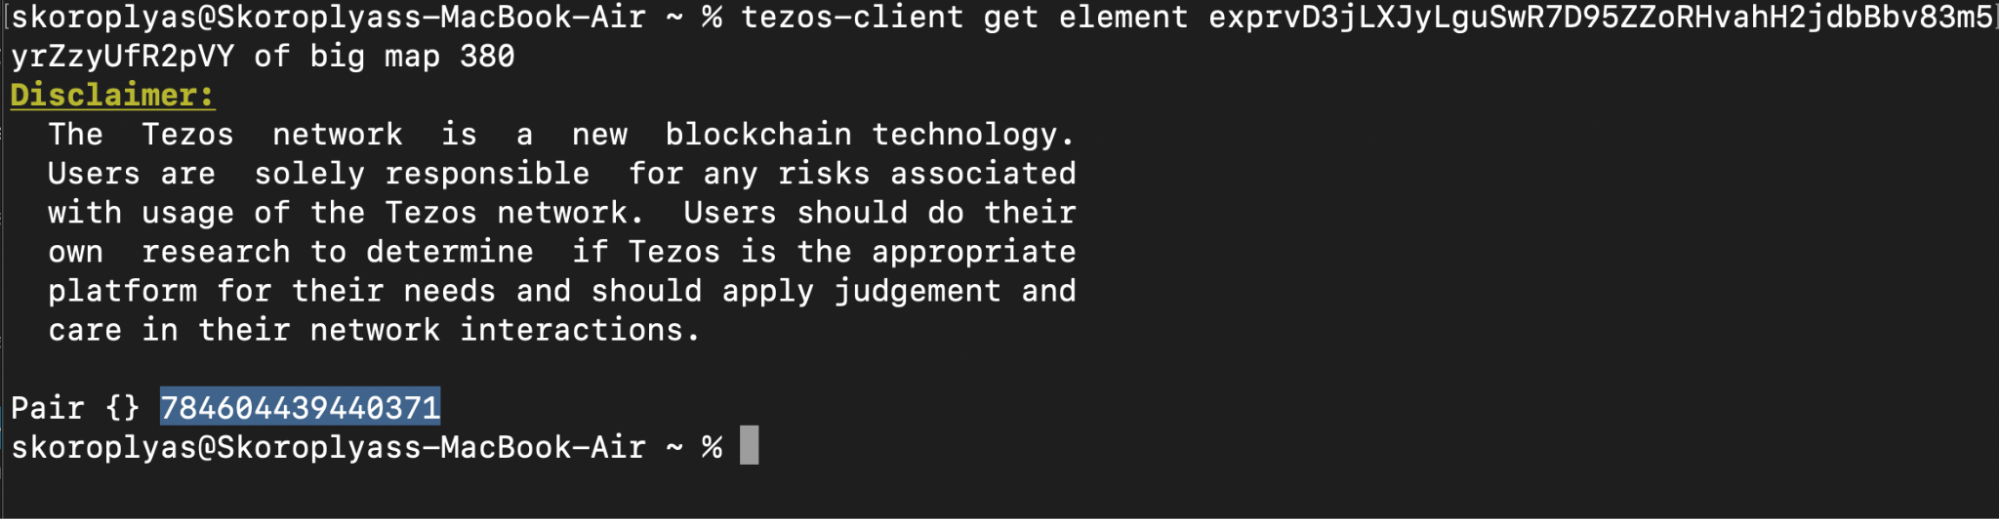 skoroplyas@Skoroplyass-MacBook-Air ~ % tezos-client get element exprvD3jLXJyLguSwR7D95ZZoRHvahH2jdbBbv83m5
yrZzyUfR2pVY of big map 380
Disclaimer:
The Tezos network is a new blockchain technology.
Users are solely responsible for any risks associated
with usage of the Tezos network. Users should do their
own research to determine if Tezos is the appropriate
platform for their needs and should apply judgement and
care in their network interactions.
Pair {} 784604439440371
skoroplyas@Skoroplyass-MacBook-Air ~ %